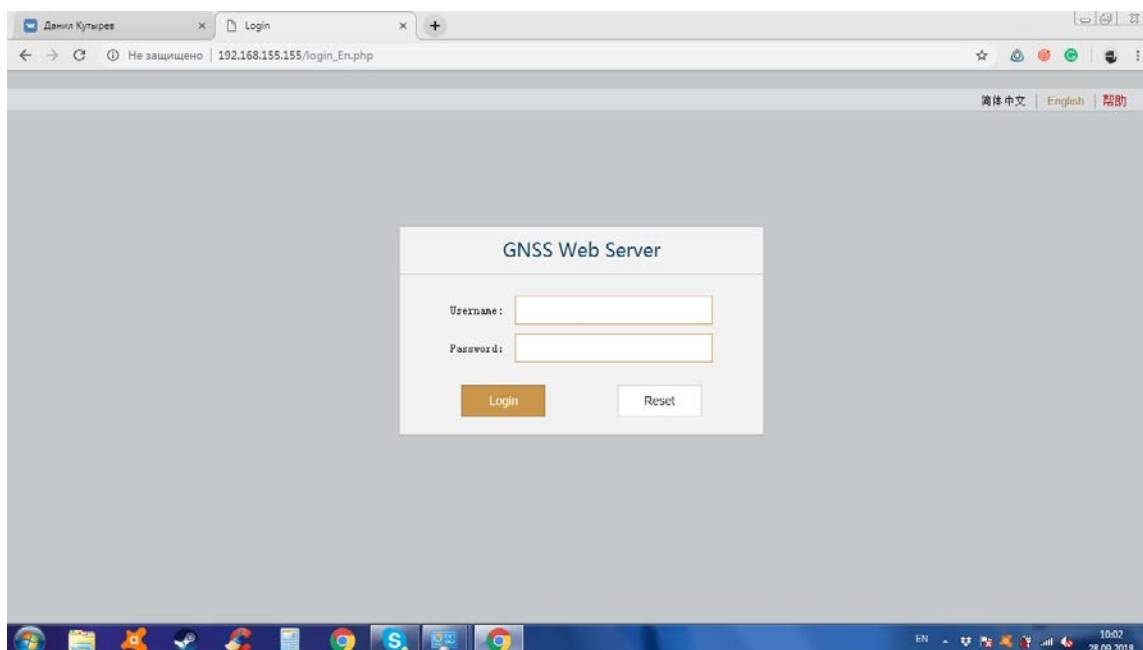 Данил Кутырев
Login
Не защищено | 192.168.155.155/login_En.php
简体中文 | English | 帮助
GNSS Web Server
Username:
Password:
Login
Reset
EN
10:02
28.09.2018